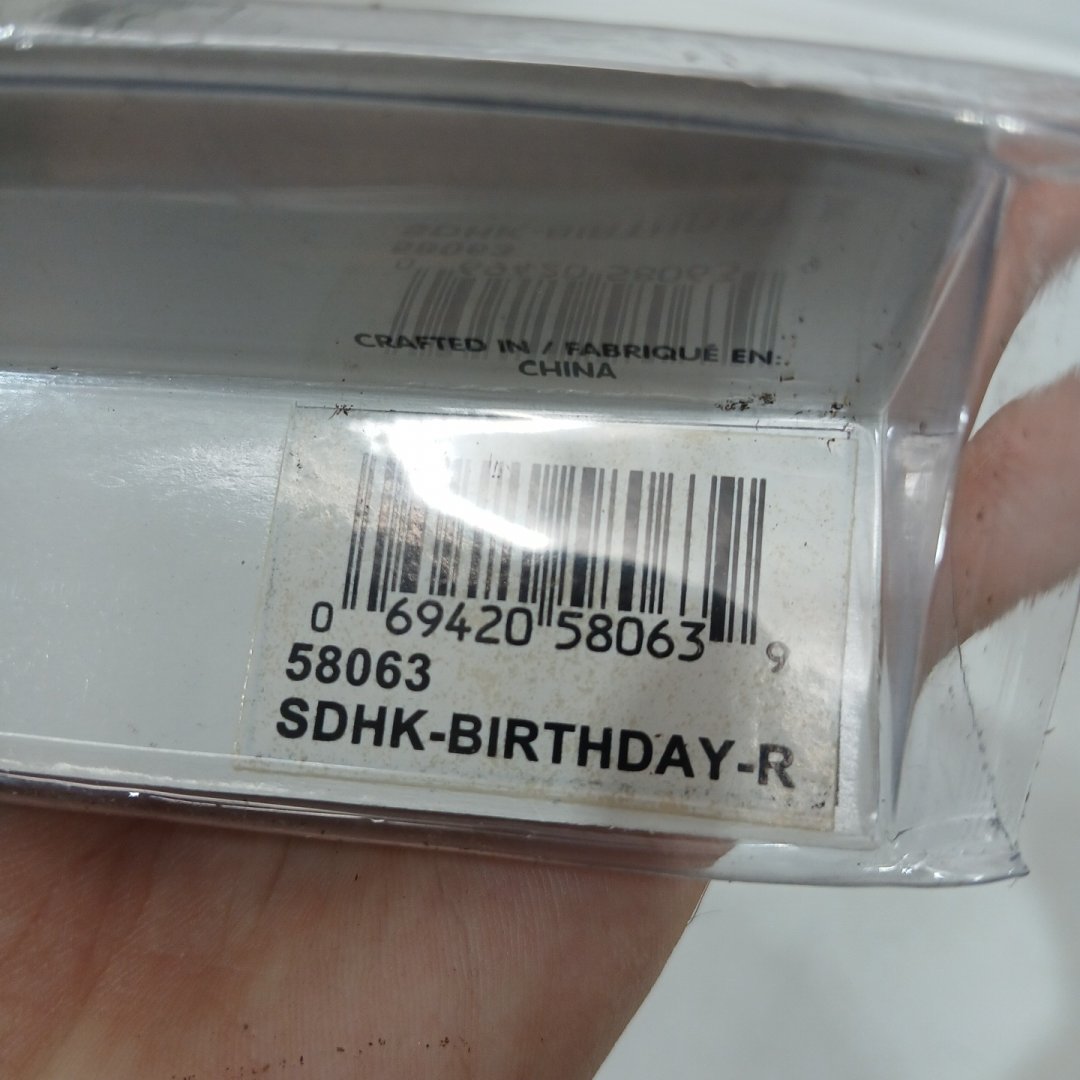 CRAFTED IN / FABRIQUÉ EN:
CHINA
0 69420 58063 9
58063
SDHK-BIRTHDAY-R